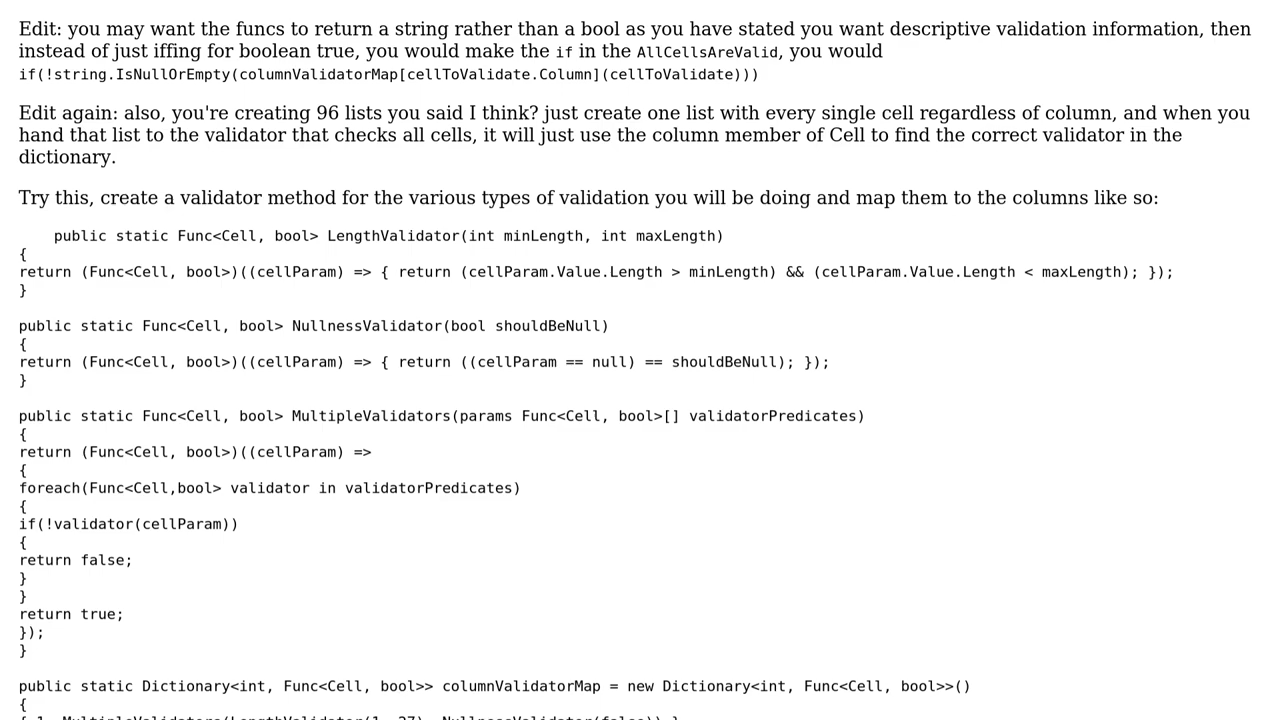 Edit: you may want the funcs to return a string rather than a bool as you have stated you want descriptive validation information, then
instead of just iffing for boolean true, you would make the if in the AllCellsAreValid, you would
if(!string.IsNullOrEmpty(columnValidatorMap[cellToValidate.Column](cellToValidate)))
Edit again: also, you're creating 96 lists you said I think? just create one list with every single cell regardless of column, and when you
hand that list to the validator that checks all cells, it will just use the column member of Cell to find the correct validator in the
dictionary.
Try this, create a validator method for the various types of validation you will be doing and map them to the columns like so:
public static Func<Cell, bool> LengthValidator(int minLength, int maxLength)
{
return (Func<Cell, bool>)((cellParam) => { return (cellParam.Value.Length > minLength) && (cellParam.Value.Length < maxLength); });
}
public static Func<Cell, bool> NullnessValidator(bool shouldBeNull)
{
return (Func<Cell, bool>)((cellParam) => { return ((cellParam == null) == shouldBeNull); });
}
public static Func<Cell, bool> MultipleValidators(params Func<Cell, bool>[] validatorPredicates)
{
return (Func<Cell, bool>)((cellParam) =>
{
foreach(Func<Cell,bool> validator in validatorPredicates)
{
if(!validator(cellParam))
{
return false;
}
}
return true;
});
}
public static Dictionary<int, Func<Cell, bool>> columnValidatorMap = new Dictionary<int, Func<Cell, bool>>()
{